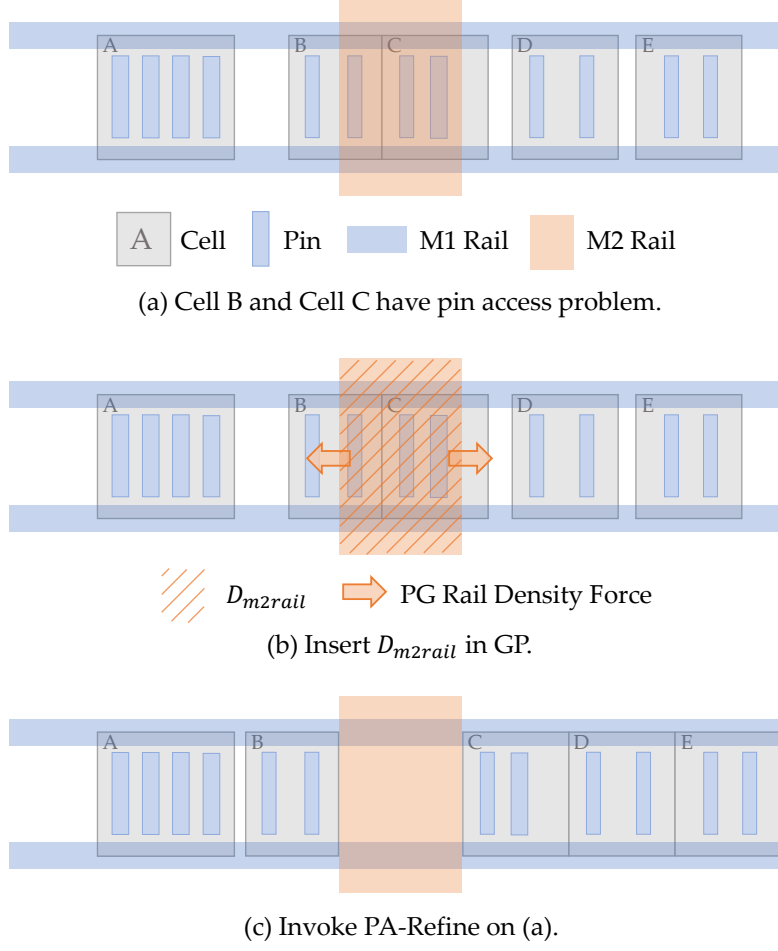 A B C D E
A Cell Pin M1 Rail M2 Rail
(a) Cell B and Cell C have pin access problem.
A B C D E
D_{m2rail} PG Rail Density Force
(b) Insert D_{m2rail} in GP.
A B C D E
(c) Invoke PA-Refine on (a).